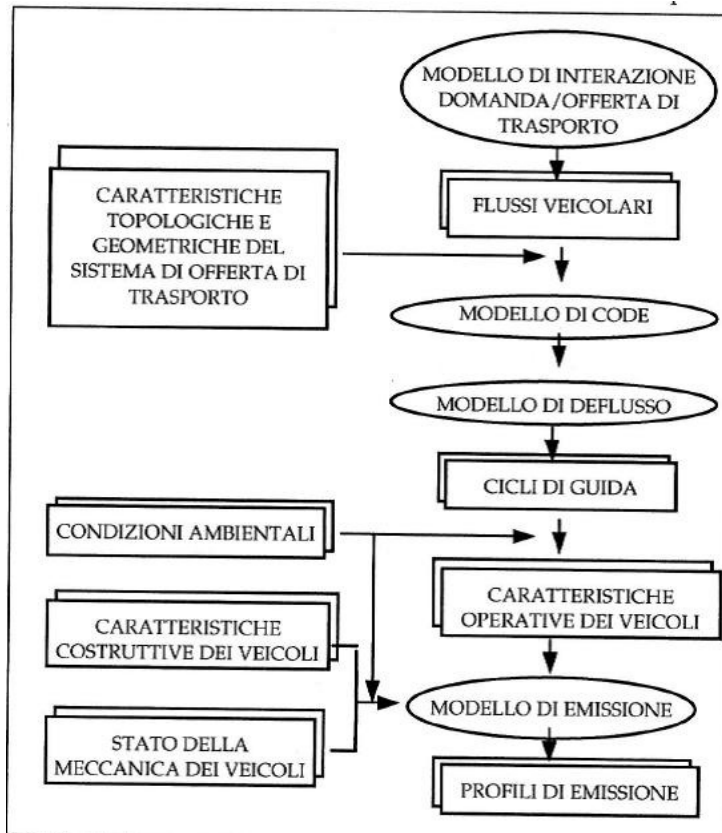 MODELLO DI INTERAZIONE
DOMANDA/OFFERTA DI
TRASPORTO
FLUSSI VEICOLARI
CARATTERISTICHE
TOPOLOGICHE E
GEOMETRICHE DEL
SISTEMA DI OFFERTA DI
TRASPORTO
MODELLO DI CODE
MODELLO DI DEFLUSSO
CICLI DI GUIDA
CONDIZIONI AMBIENTALI
CARATTERISTICHE
OPERATIVE DEI VEICOLI
CARATTERISTICHE
COSTRUTTIVE DEI VEICOLI
MODELLO DI EMISSIONE
STATO DELLA
MECCANICA DEI VEICOLI
PROFILI DI EMISSIONE